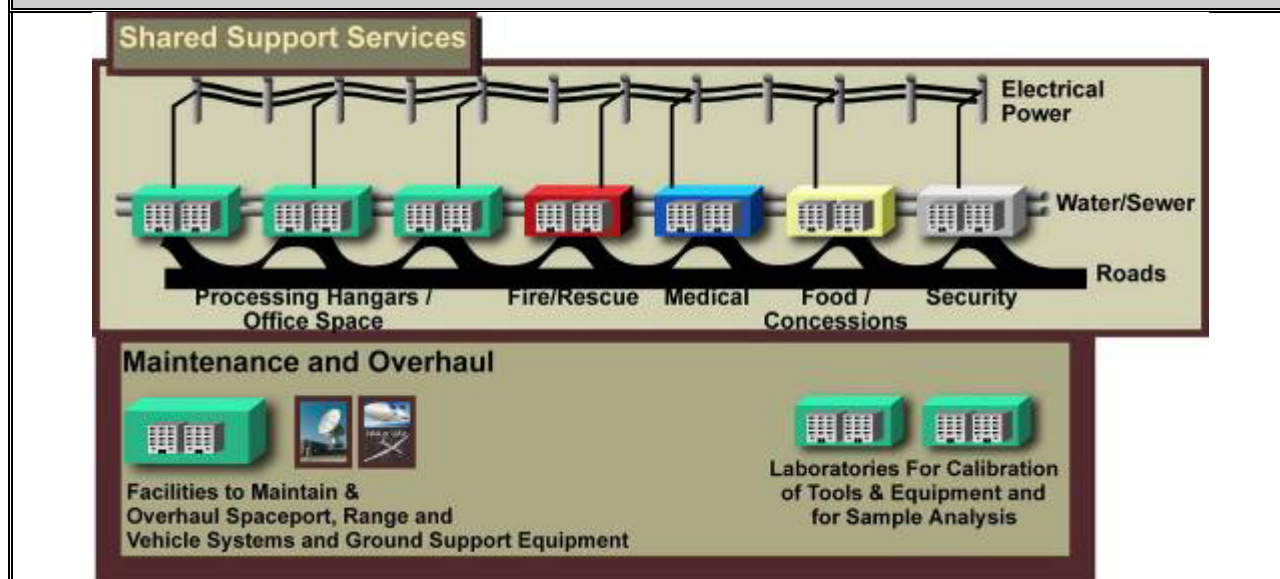 Shared Support Services
Electrical
Power
Water/Sewer
Roads
Processing Hangars /
Office Space
Fire/Rescue
Medical
Food /
Concessions
Security
Maintenance and Overhaul
Facilities to Maintain &
Overhaul Spaceport, Range and
Vehicle Systems and Ground Support Equipment
Laboratories For Calibration
of Tools & Equipment and
for Sample Analysis